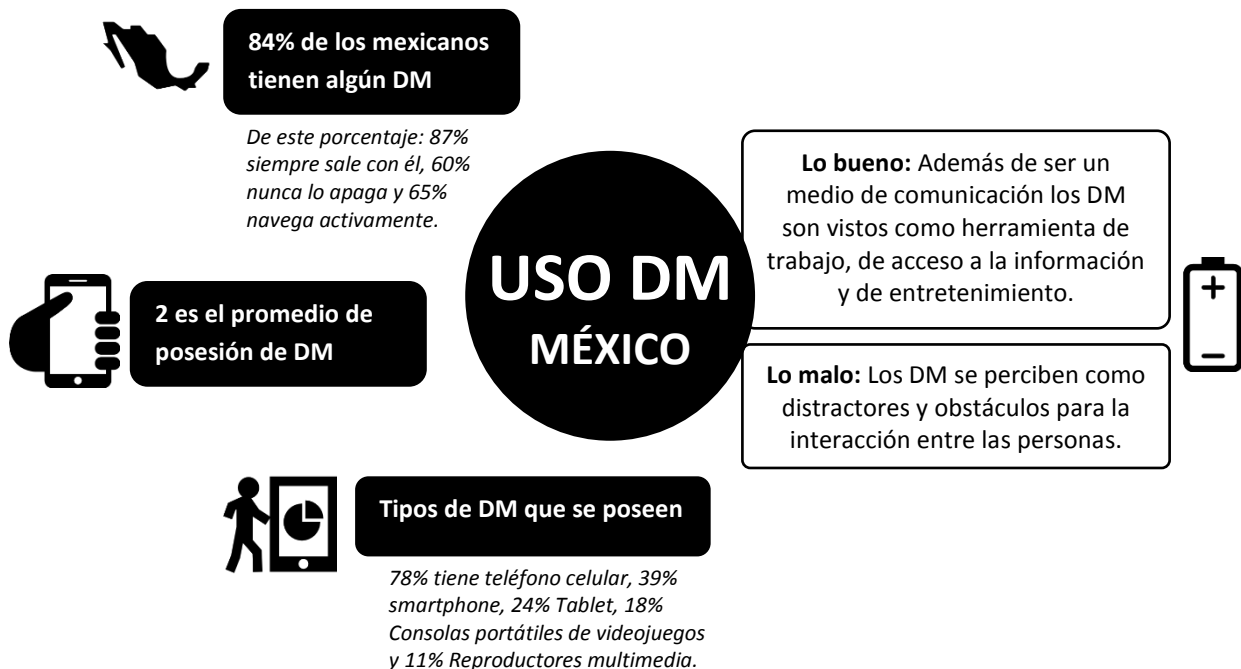 84% de los mexicanos
tienen algún DM
De este porcentaje: 87%
siempre sale con él, 60%
nunca lo apaga y 65%
navega activamente.
2 es el promedio de
posesión de DM
Tipos de DM que se poseen
78% tiene teléfono celular, 39%
smartphone, 24% Tablet, 18%
Consolas portátiles de videojuegos
y 11% Reproductores multimedia.
USO DM
MÉXICO
Lo bueno: Además de ser un
medio de comunicación los DM
son vistos como herramienta de
trabajo, de acceso a la información
y de entretenimiento.
Lo malo: Los DM se perciben como
distractores y obstáculos para la
interacción entre las personas.